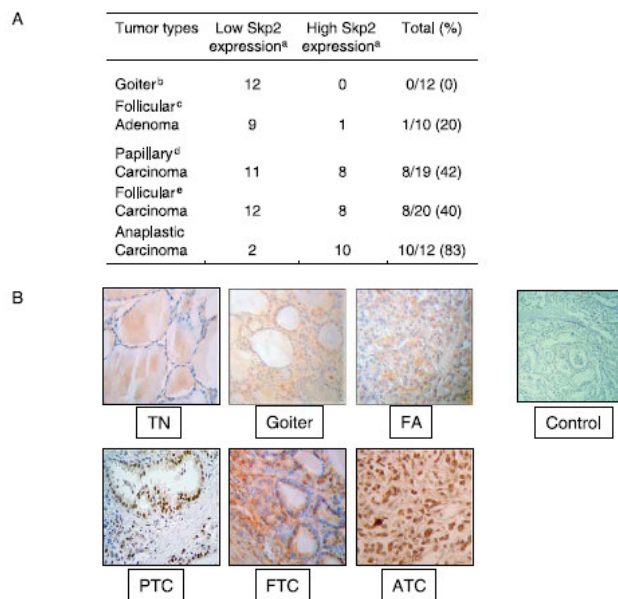 A
Tumor types Low Skp2 High Skp2 Total (%)
expressionᵃ expressionᵃ
Goiterᵇ 12 0 0/12 (0)
Follicularᶜ
Adenoma 9 1 1/10 (20)
Papillaryᵈ
Carcinoma 11 8 8/19 (42)
Follicularᵉ
Carcinoma 12 8 8/20 (40)
Anaplastic
Carcinoma 2 10 10/12 (83)
B
TN Goiter FA Control
PTC FTC ATC